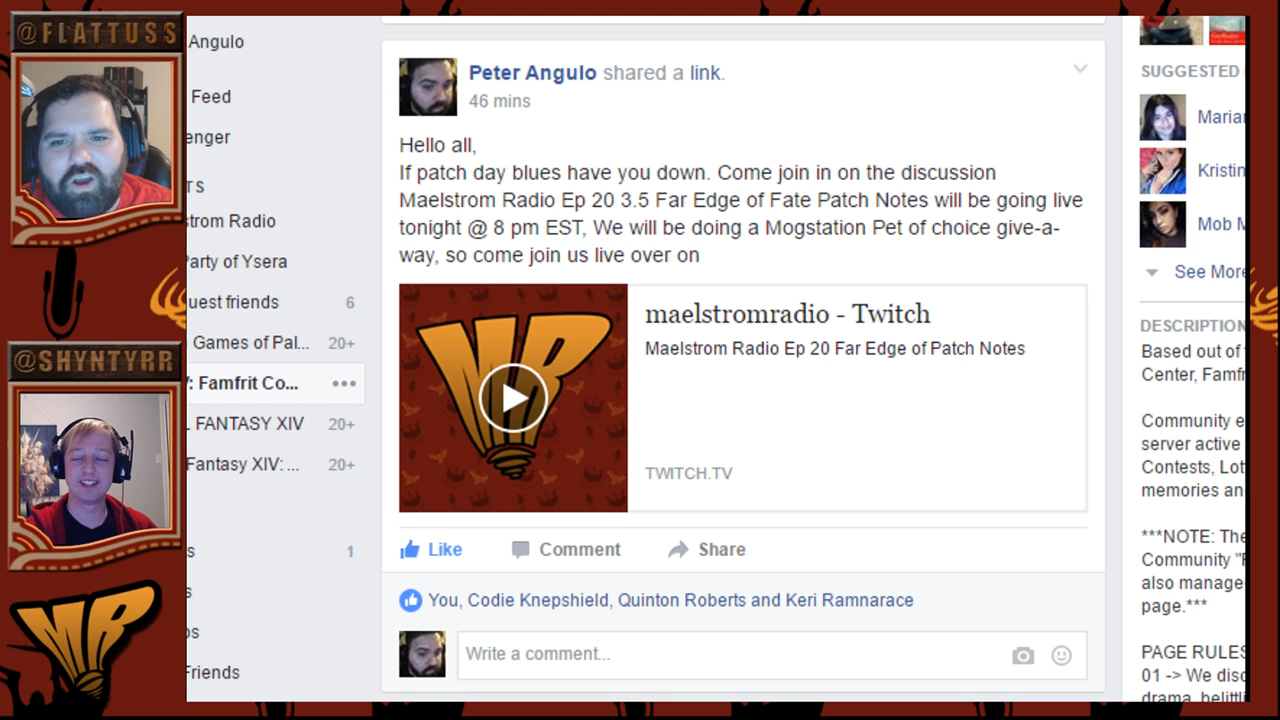 @FLATTUSS
@SHYNTYRR
MR
Angulo
Feed
enger
TS
strom Radio
Party of Ysera
uest friends 6
Games of Pal... 20+
V: Famfrit Co... •••
L FANTASY XIV 20+
Fantasy XIV: ... 20+
s 1
s
os
Friends
Peter Angulo shared a link.
46 mins
Hello all,
If patch day blues have you down. Come join in on the discussion
Maelstrom Radio Ep 20 3.5 Far Edge of Fate Patch Notes will be going live
tonight @ 8 pm EST, We will be doing a Mogstation Pet of choice give-a-
way, so come join us live over on
MR
maelstromradio - Twitch
Maelstrom Radio Ep 20 Far Edge of Patch Notes
TWITCH.TV
Like Comment Share
You, Codie Knepshield, Quinton Roberts and Keri Ramnarace
Write a comment...
SUGGESTED
Marian
Kristin
Mob M
See More
DESCRIPTION
Based out of
Center, Famfr
Community e
server active
Contests, Lot
memories an
***NOTE: The
Community "F
also manage
page.***
PAGE RULES
01 -> We disc
drama, belittli